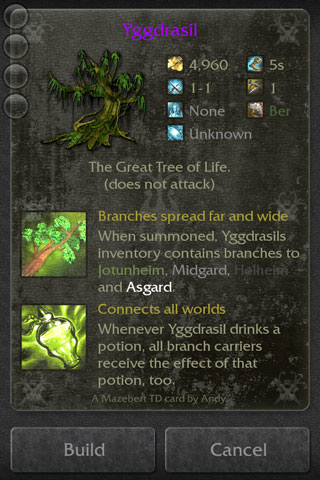 Yggdrasil
4,960 5s
1-1 1
None Ber
Unknown
The Great Tree of Life.
(does not attack)
Branches spread far and wide
When summoned, Yggdrasils
inventory contains branches to
Jotunheim, Midgard, Helheim
and Asgard.
Connects all worlds
Whenever Yggdrasil drinks a
potion, all branch carriers
receive the effect of that
potion, too.
A Mazebert TD card by Andy
Build Cancel